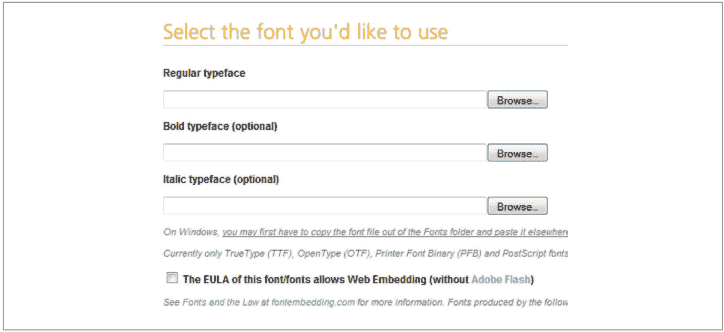 Select the font you'd like to use
Regular typeface
Browse..
Bold typeface (optional)
Browse..
Italic typeface (optional)
Browse..
On Windows, you may first have to copy the font file out of the Fonts folder and paste it elsewhere
Currently only TrueType (TTF), OpenType (OTF), Printer Font Binary (PFB) and PostScript fonts
The EULA of this font/fonts allows Web Embedding (without Adobe Flash)
See Fonts and the Law at fontembedding.com for more information. Fonts produced by the follow